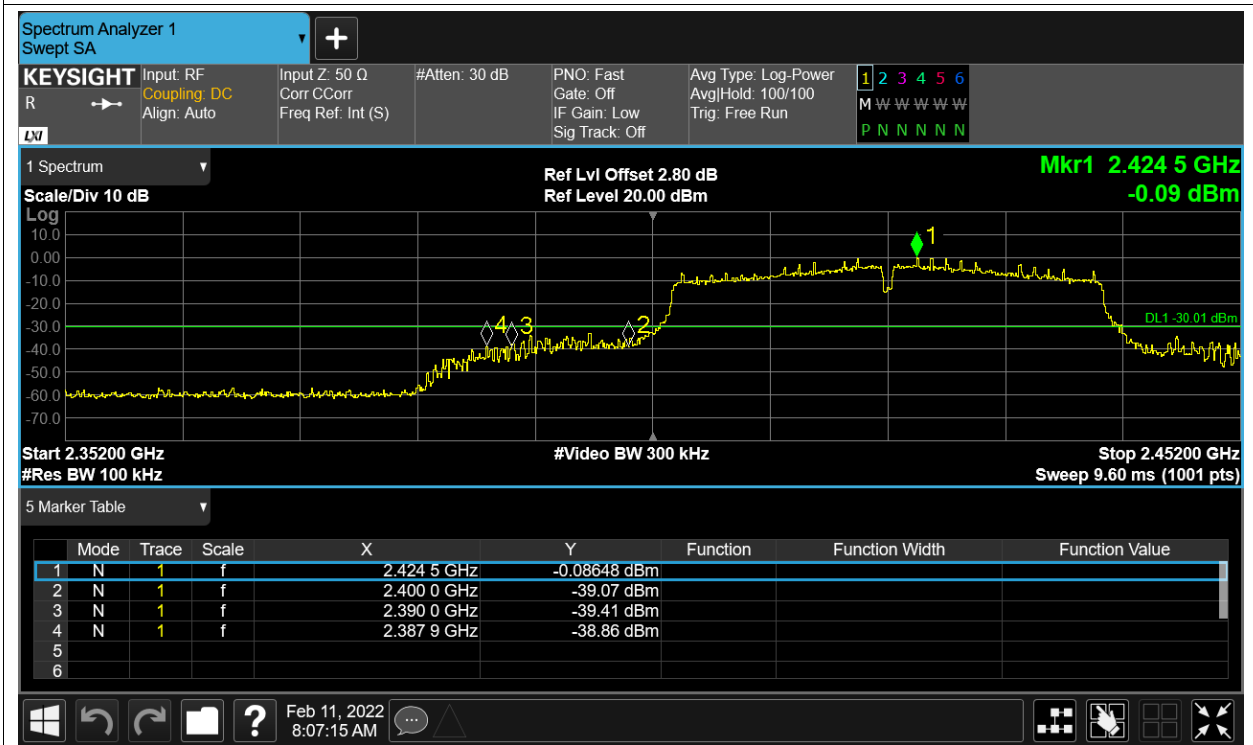 Spectrum Analyzer 1
Swept SA
KEYSIGHT
R
LXI
Input: RF
Coupling: DC
Align: Auto
Input Z: 50 Ω
Corr CCorr
Freq Ref: Int (S)
#Atten: 30 dB
PNO: Fast
Gate: Off
IF Gain: Low
Sig Track: Off
Avg Type: Log-Power
Avg|Hold: 100/100
Trig: Free Run
1 2 3 4 5 6
M W W W W W
P N N N N N
1 Spectrum
Scale/Div 10 dB
Ref Lvl Offset 2.80 dB
Ref Level 20.00 dBm
Mkr1 2.424 5 GHz
-0.09 dBm
Log
10.0
0.00
-10.0
-20.0
-30.0
-40.0
-50.0
-60.0
-70.0
1
4 3 2
DL1 -30.01 dBm
Start 2.35200 GHz #Video BW 300 kHz Stop 2.45200 GHz
#Res BW 100 kHz Sweep 9.60 ms (1001 pts)
5 Marker Table
Mode Trace Scale X Y Function Function Width Function Value
1 N 1 f 2.424 5 GHz -0.08648 dBm
2 N 1 f 2.400 0 GHz -39.07 dBm
3 N 1 f 2.390 0 GHz -39.41 dBm
4 N 1 f 2.387 9 GHz -38.86 dBm
5
6
?
Feb 11, 2022
8:07:15 AM